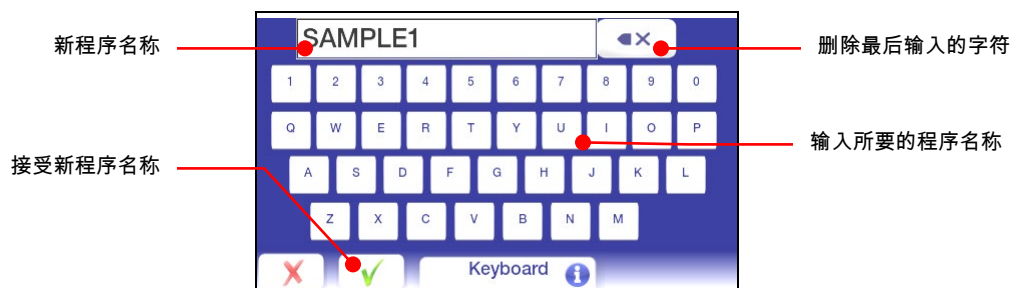 新程序名称
SAMPLE1
删除最后输入的字符
1 2 3 4 5 6 7 8 9 0
Q W E R T Y U I O P
输入所要的程序名称
接受新程序名称
A S D F G H J K L
Z X C V B N M
Keyboard